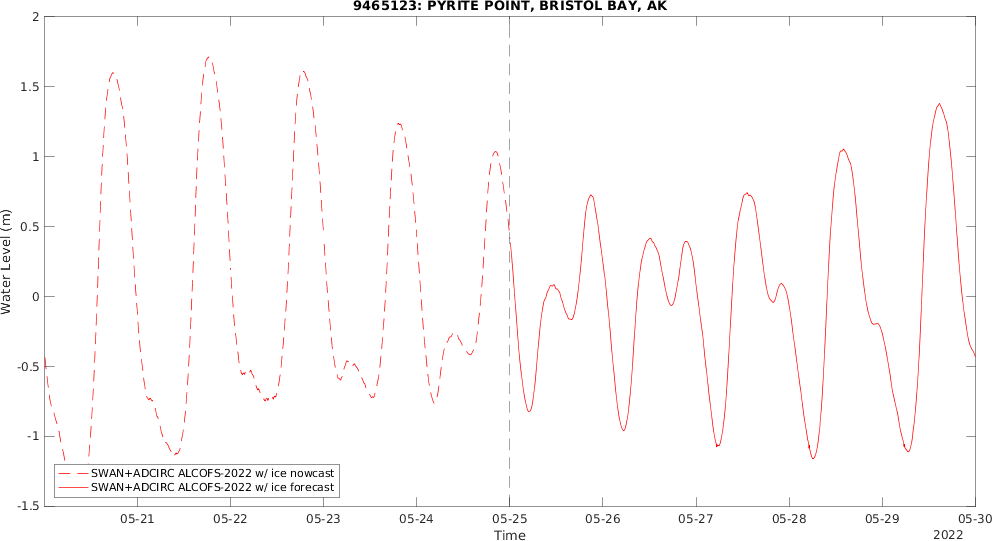 9465123: PYRITE POINT, BRISTOL BAY, AK
2
1.5
1
0.5
0
-0.5
-1
-1.5
Water Level (m)
SWAN+ADCIRC ALCOFS-2022 w/ ice nowcast
SWAN+ADCIRC ALCOFS-2022 w/ ice forecast
05-21 05-22 05-23 05-24 05-25 05-26 05-27 05-28 05-29 05-30
Time
2022